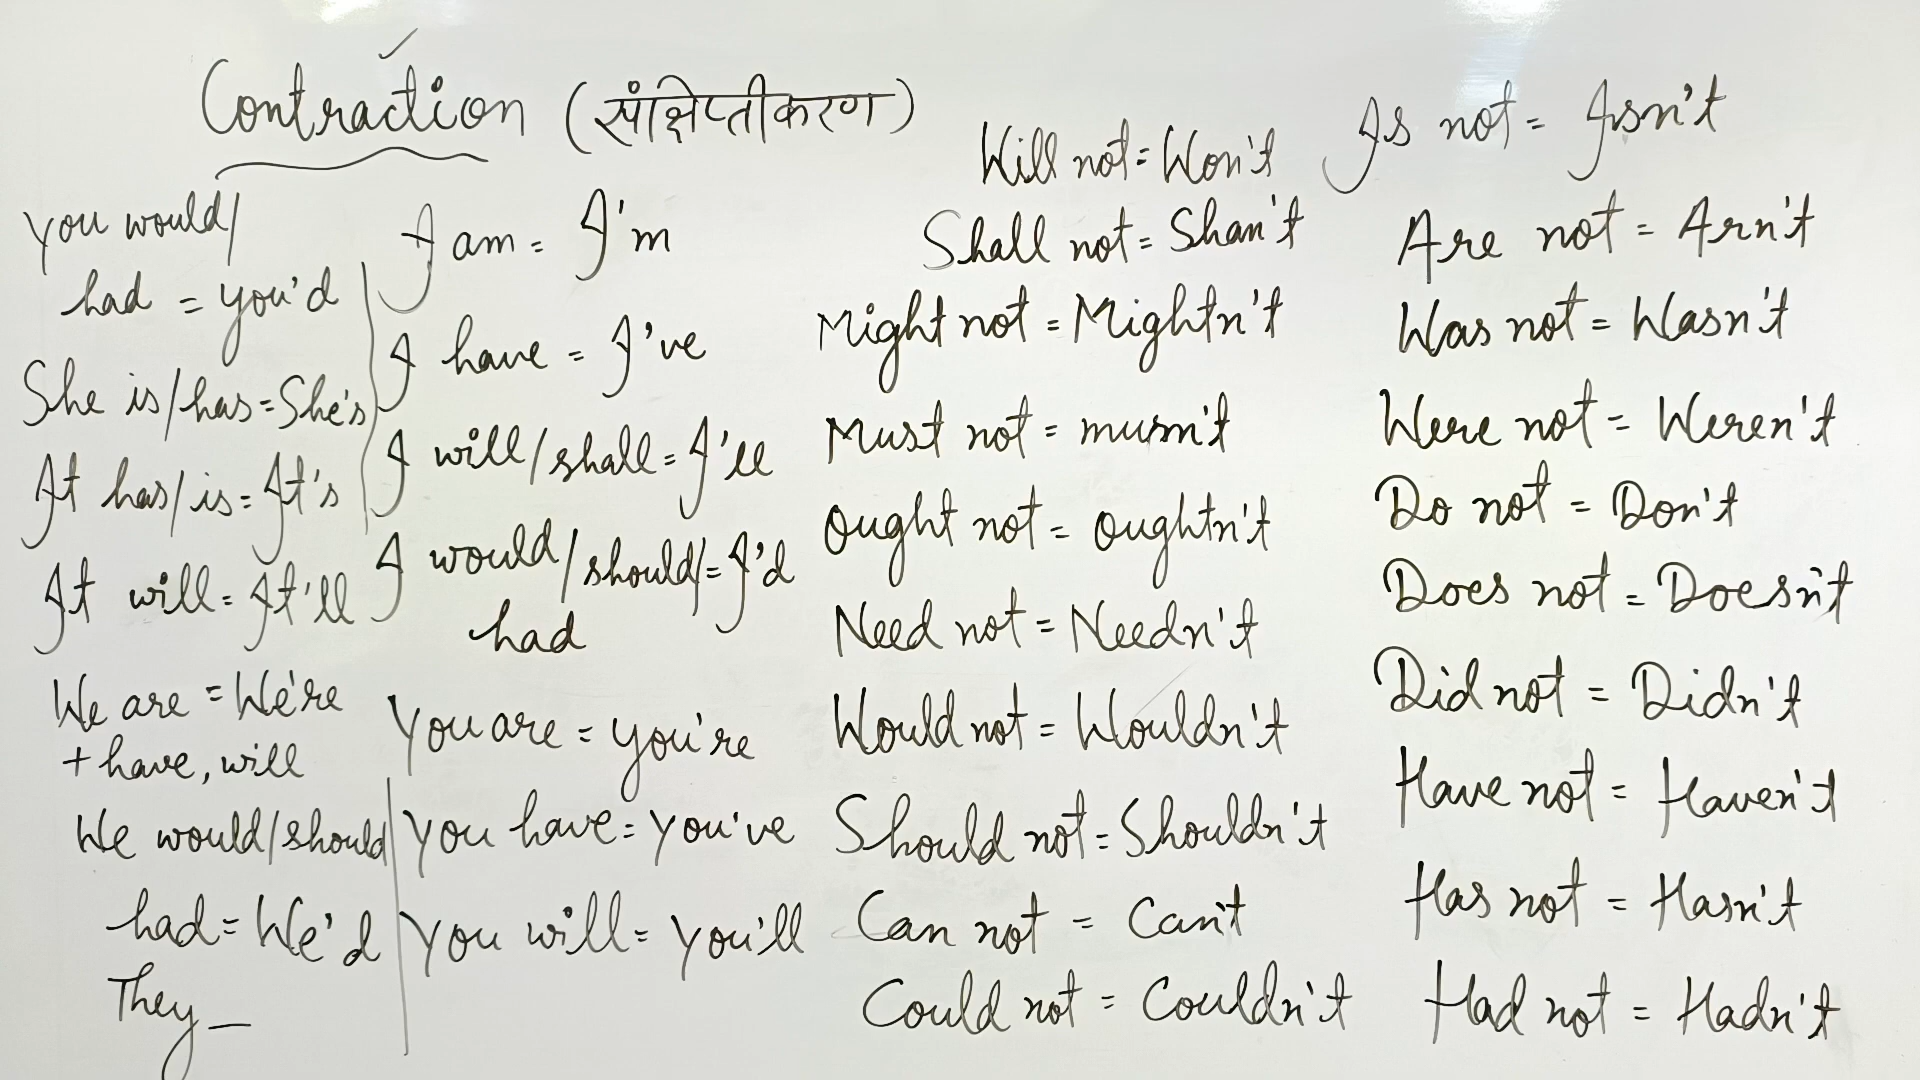 Contraction (संक्षिप्तीकरण)
you would/
had = you'd
She is/has = She's
It has/is = It's
It will = It'll
We are = We're
+ have, will
We would/should
had = We'd
They_
I am = I'm
I have = I've
I will/shall = I'll
I would/should/ = I'd
had
You are = you're
You have = you've
You will = you'll
Will not = Won't
Shall not = Shan't
Might not = Mightn't
Must not = musn't
Ought not = Oughtn't
Need not = Needn't
Would not = Wouldn't
Should not = Shouldn't
Can not = Can't
Could not = Couldn't
Is not = Isn't
Are not = Arn't
Was not = Wasn't
Were not = Weren't
Do not = Don't
Does not = Doesn't
Did not = Didn't
Have not = Haven't
Has not = Hasn't
Had not = Hadn't